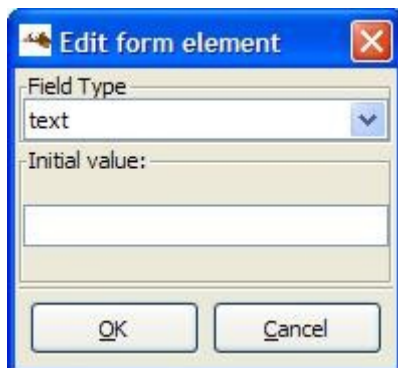 Edit form element
Field Type
text
Initial value:
OK
Cancel